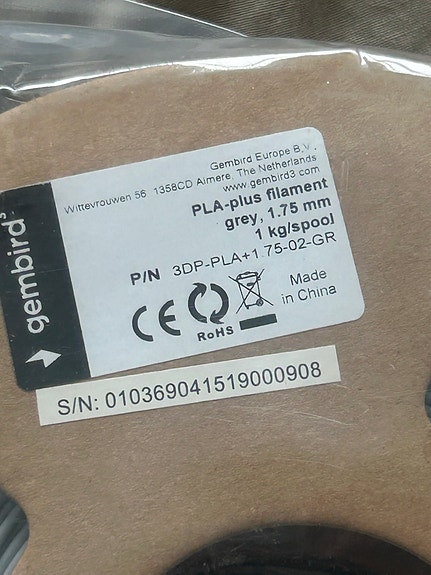 Gembird Europe B.V.,
Wittevrouwen 56 1358CD Almere, The Netherlands
www.gembird3.com
PLA-plus filament
grey, 1.75 mm
1 kg/spool
P/N 3DP-PLA+1.75-02-GR
gembird³
CE
RoHS
Made
in China
S/N: 010369041519000908